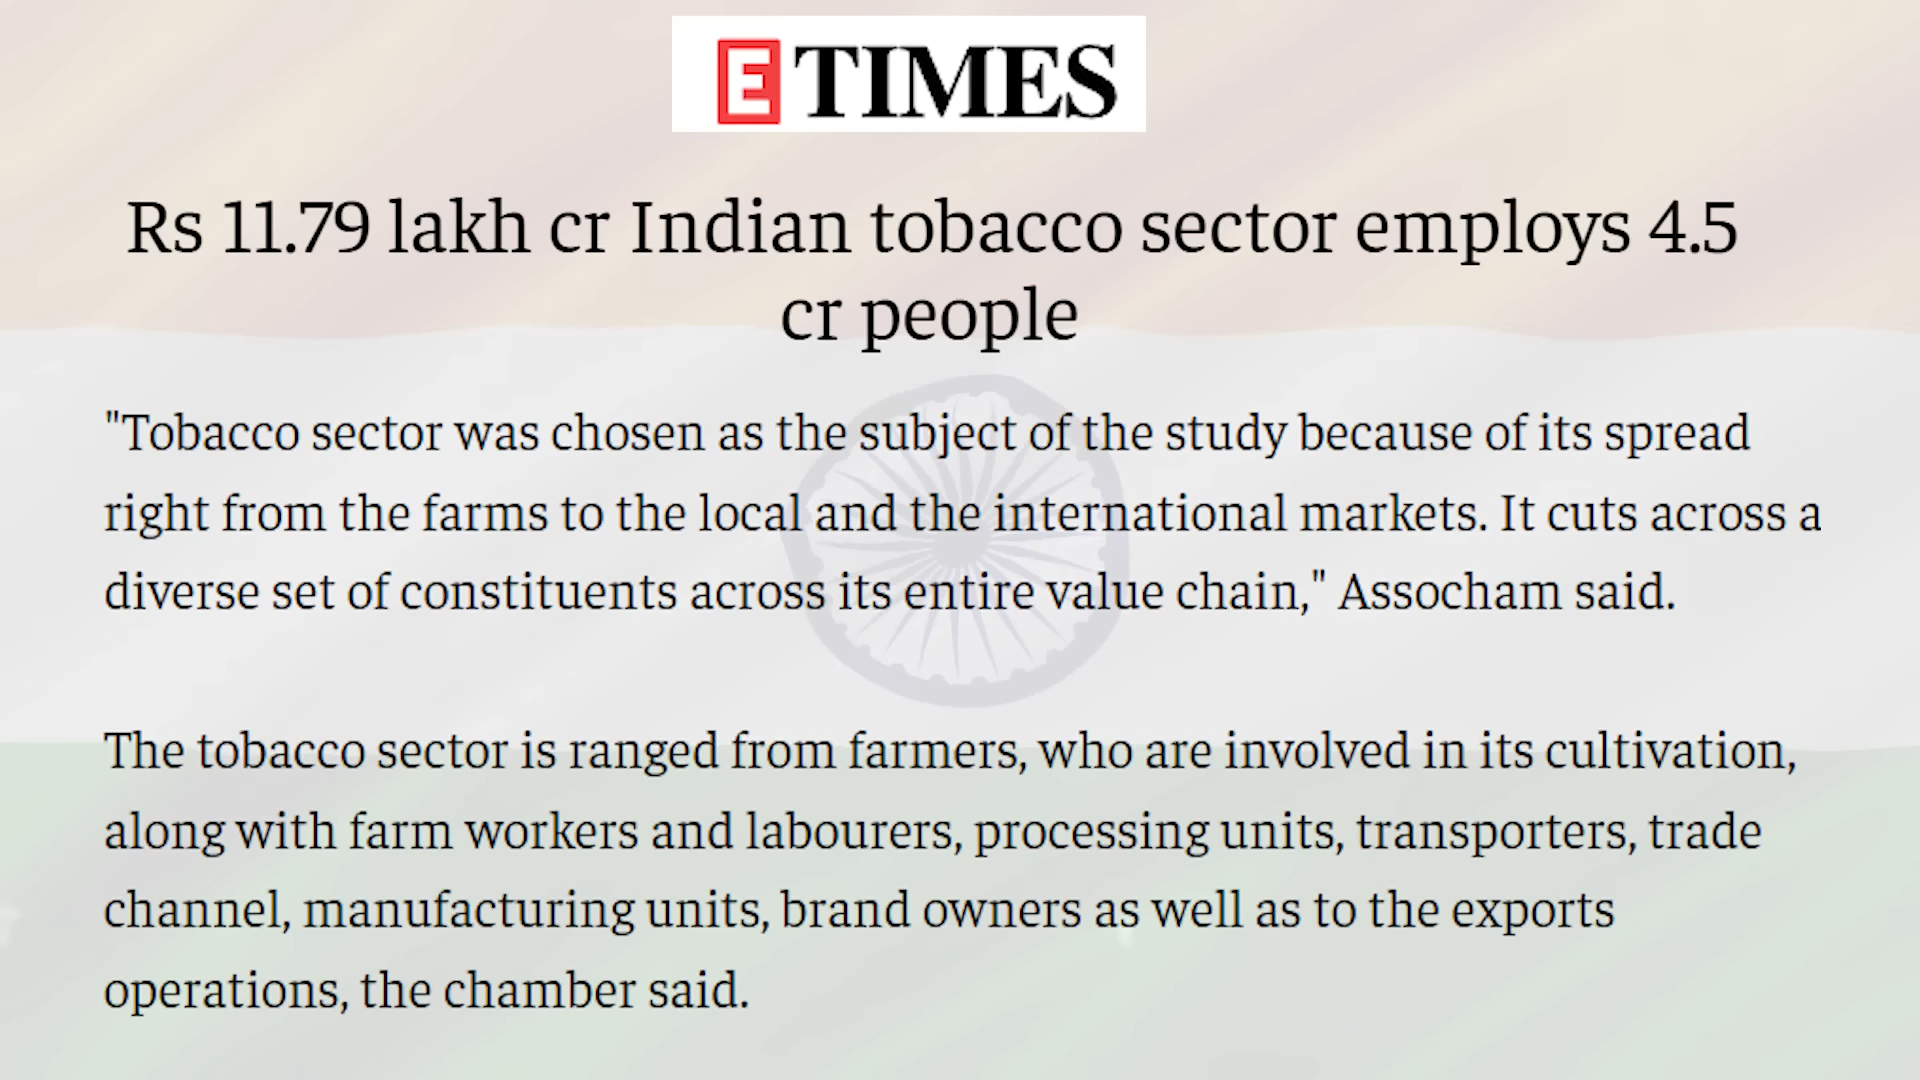 E TIMES
Rs 11.79 lakh cr Indian tobacco sector employs 4.5
cr people
"Tobacco sector was chosen as the subject of the study because of its spread
right from the farms to the local and the international markets. It cuts across a
diverse set of constituents across its entire value chain," Assocham said.
The tobacco sector is ranged from farmers, who are involved in its cultivation,
along with farm workers and labourers, processing units, transporters, trade
channel, manufacturing units, brand owners as well as to the exports
operations, the chamber said.